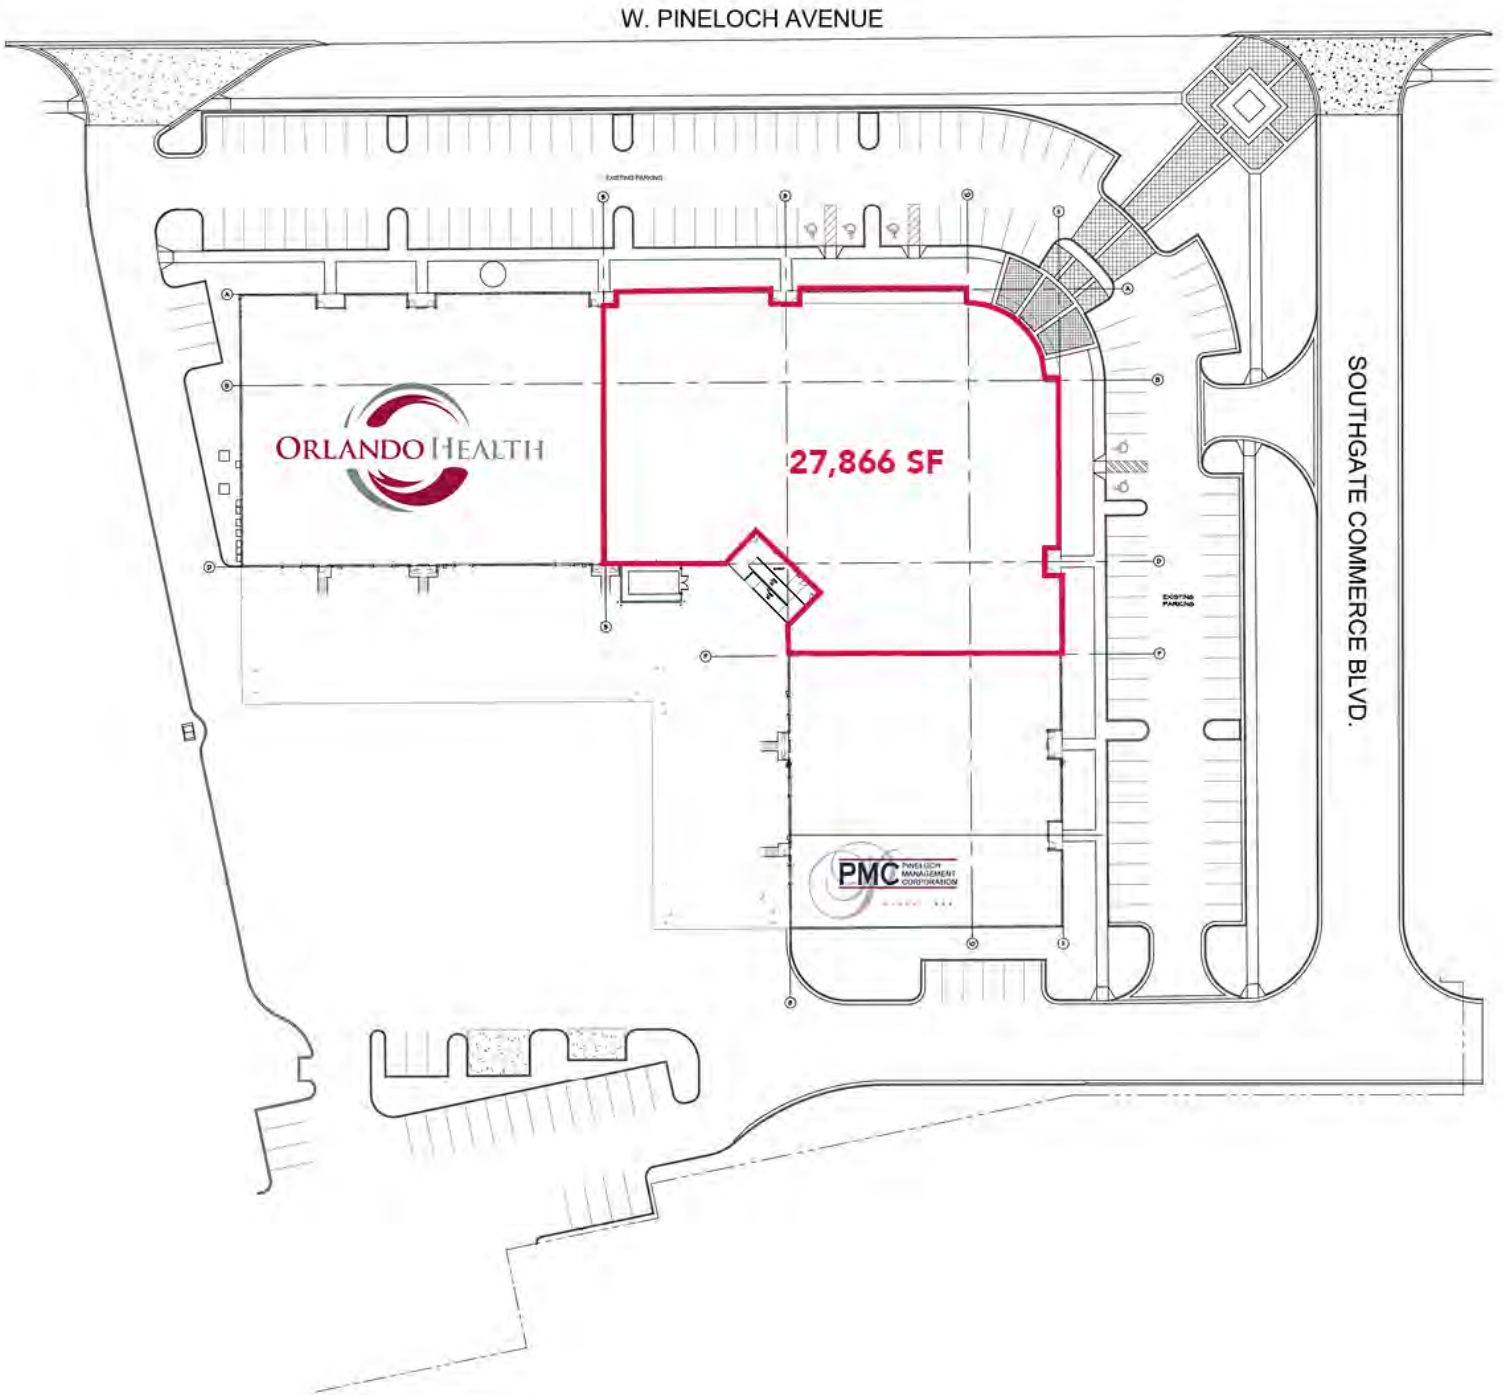 W. PINELOCH AVENUE
EXISTING PARKING
ORLANDO HEALTH
27,866 SF
SOUTHGATE COMMERCE BLVD.
EXISTING
PARKING
PMC
PINELOCH
MANAGEMENT
CORPORATION